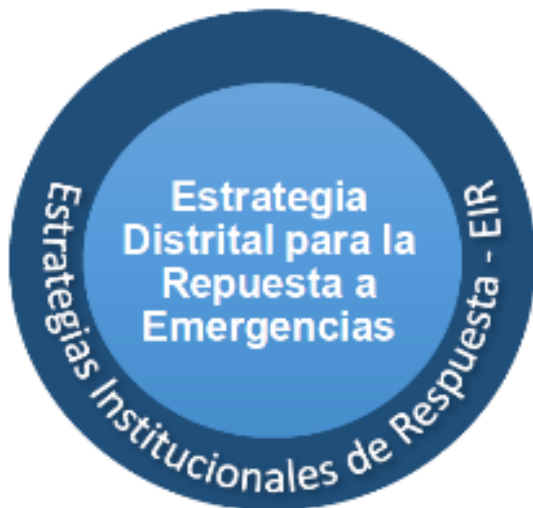 Estrategia
Distrital para la
Repuesta a
Emergencias
Estrategias Institucionales de Respuesta - EIR